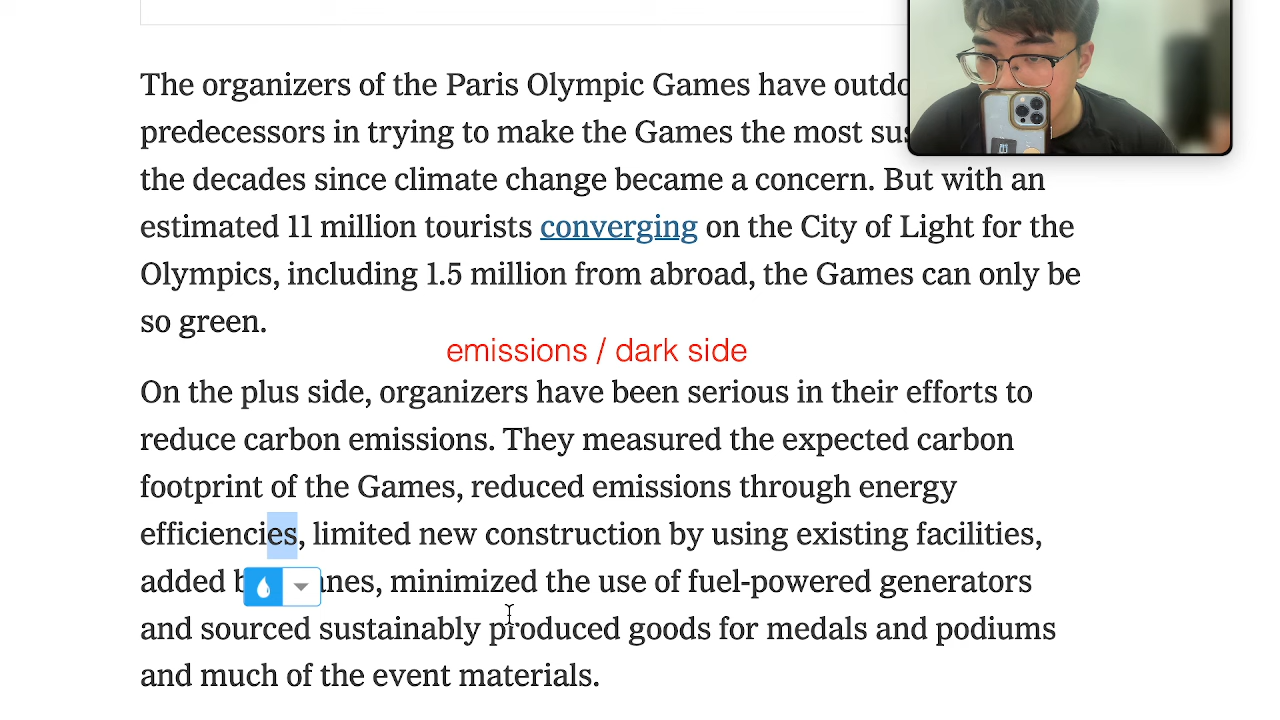 The organizers of the Paris Olympic Games have
predecessors in trying to make the Games the most
the decades since climate change became a concern. But with an
estimated 11 million tourists converging on the City of Light for the
Olympics, including 1.5 million from abroad, the Games can only be
so green.
emissions / dark side
On the plus side, organizers have been serious in their efforts to
reduce carbon emissions. They measured the expected carbon
footprint of the Games, reduced emissions through energy
efficiencies, limited new construction by using existing facilities,
added minimized the use of fuel-powered generators
and sourced sustainably produced goods for medals and podiums
and much of the event materials.